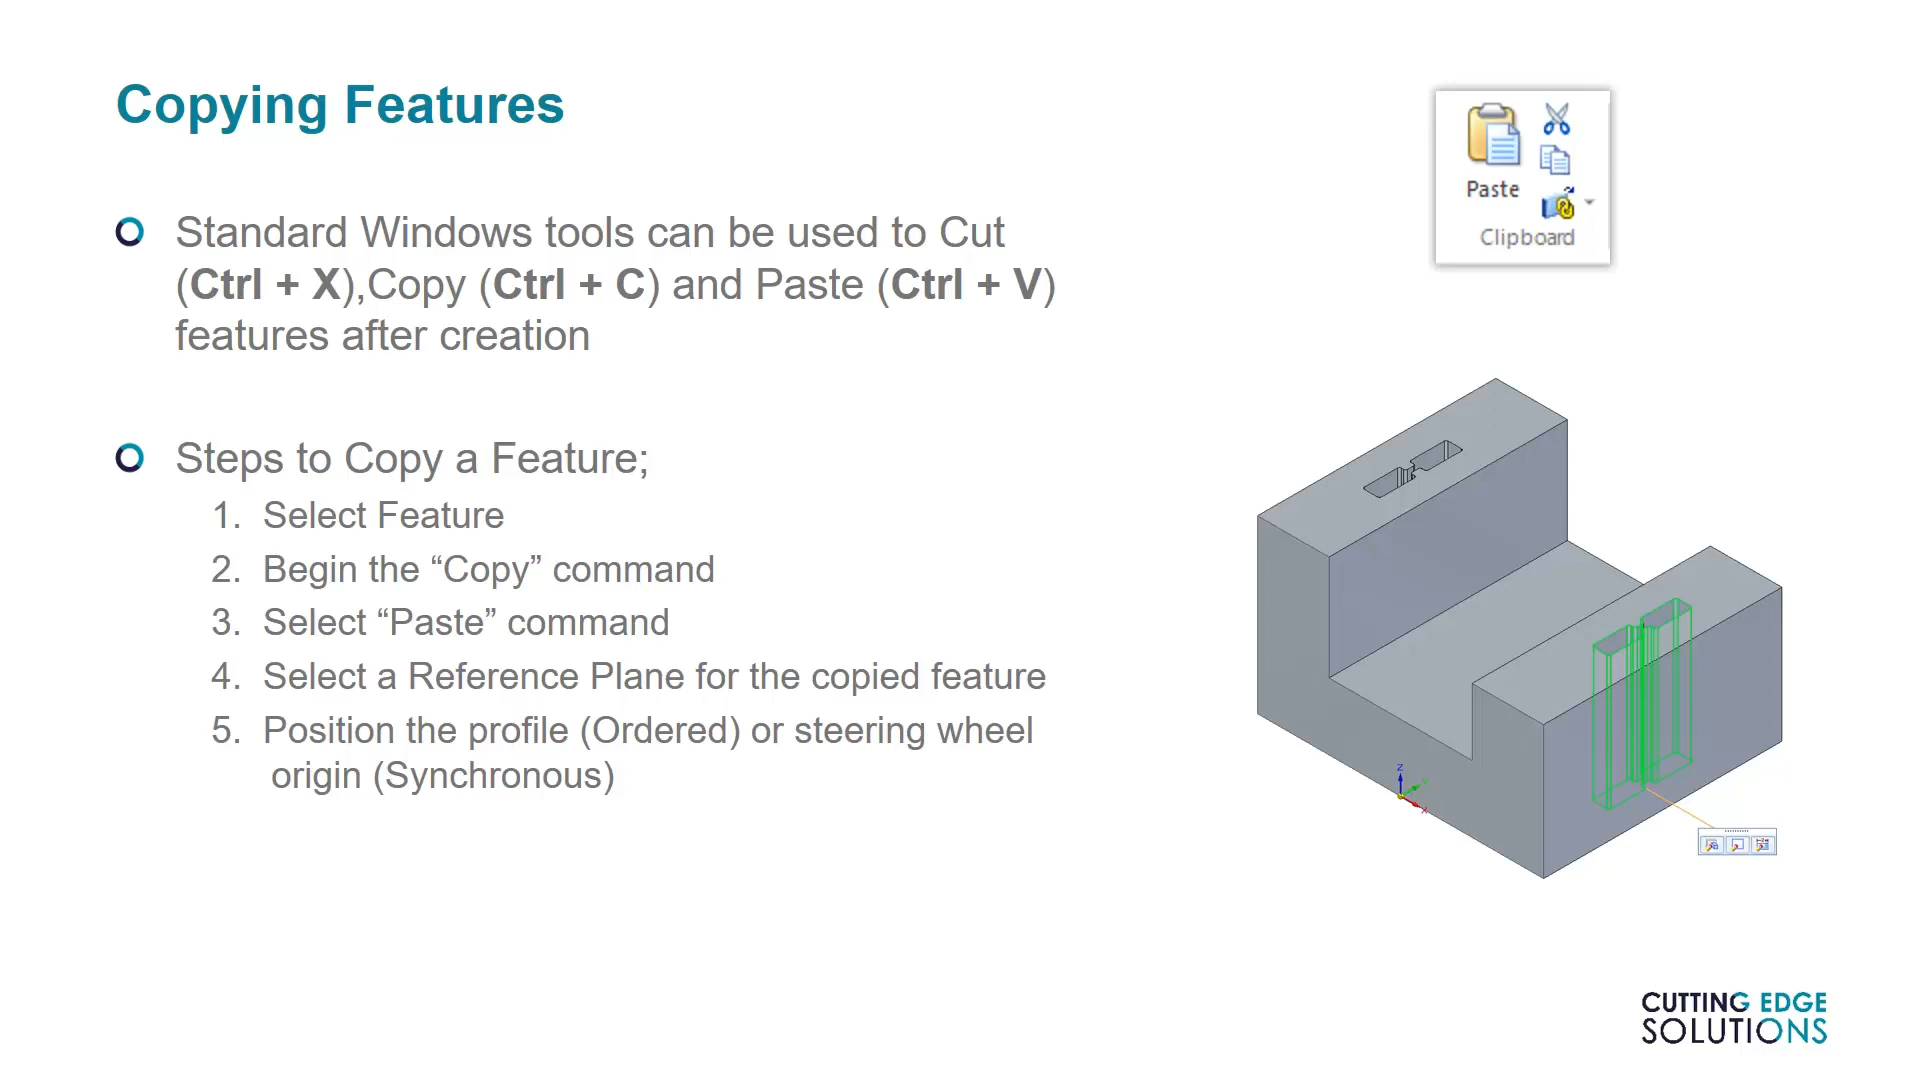 Copying Features
Paste
Clipboard
Standard Windows tools can be used to Cut
(Ctrl + X),Copy (Ctrl + C) and Paste (Ctrl + V)
features after creation
Steps to Copy a Feature;
1. Select Feature
2. Begin the “Copy” command
3. Select “Paste” command
4. Select a Reference Plane for the copied feature
5. Position the profile (Ordered) or steering wheel
origin (Synchronous)
Z
Y
X
CUTTING EDGE
SOLUTIONS